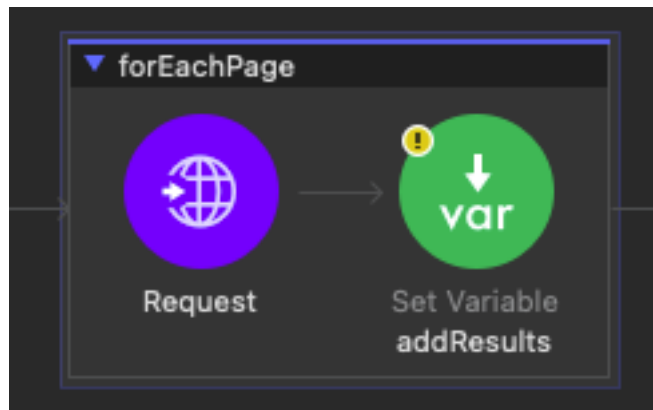 forEachPage
!
var
Request
Set Variable
addResults